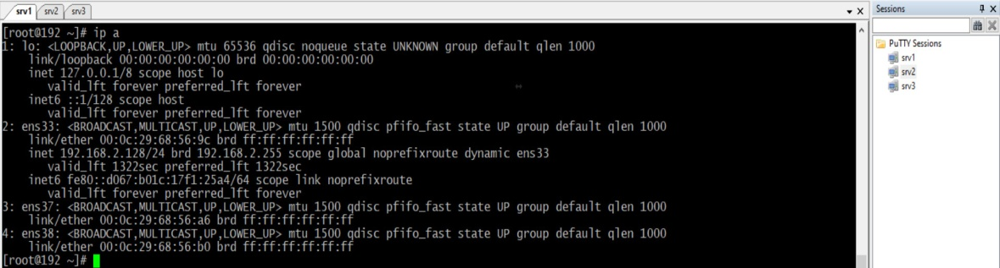 srv1 srv2 srv3
Sessions
[root@192 ~]# ip a
1: lo: <LOOPBACK,UP,LOWER_UP> mtu 65536 qdisc noqueue state UNKNOWN group default qlen 1000
    link/loopback 00:00:00:00:00:00 brd 00:00:00:00:00:00
    inet 127.0.0.1/8 scope host lo
       valid_lft forever preferred_lft forever
    inet6 ::1/128 scope host
       valid_lft forever preferred_lft forever
2: ens33: <BROADCAST,MULTICAST,UP,LOWER_UP> mtu 1500 qdisc pfifo_fast state UP group default qlen 1000
    link/ether 00:0c:29:68:56:9c brd ff:ff:ff:ff:ff:ff
    inet 192.168.2.128/24 brd 192.168.2.255 scope global noprefixroute dynamic ens33
       valid_lft 1322sec preferred_lft 1322sec
    inet6 fe80::d067:b01c:17f1:25a4/64 scope link noprefixroute
       valid_lft forever preferred_lft forever
3: ens37: <BROADCAST,MULTICAST,UP,LOWER_UP> mtu 1500 qdisc pfifo_fast state UP group default qlen 1000
    link/ether 00:0c:29:68:56:a6 brd ff:ff:ff:ff:ff:ff
4: ens38: <BROADCAST,MULTICAST,UP,LOWER_UP> mtu 1500 qdisc pfifo_fast state UP group default qlen 1000
    link/ether 00:0c:29:68:56:b0 brd ff:ff:ff:ff:ff:ff
[root@192 ~]#
PuTTY Sessions
srv1
srv2
srv3